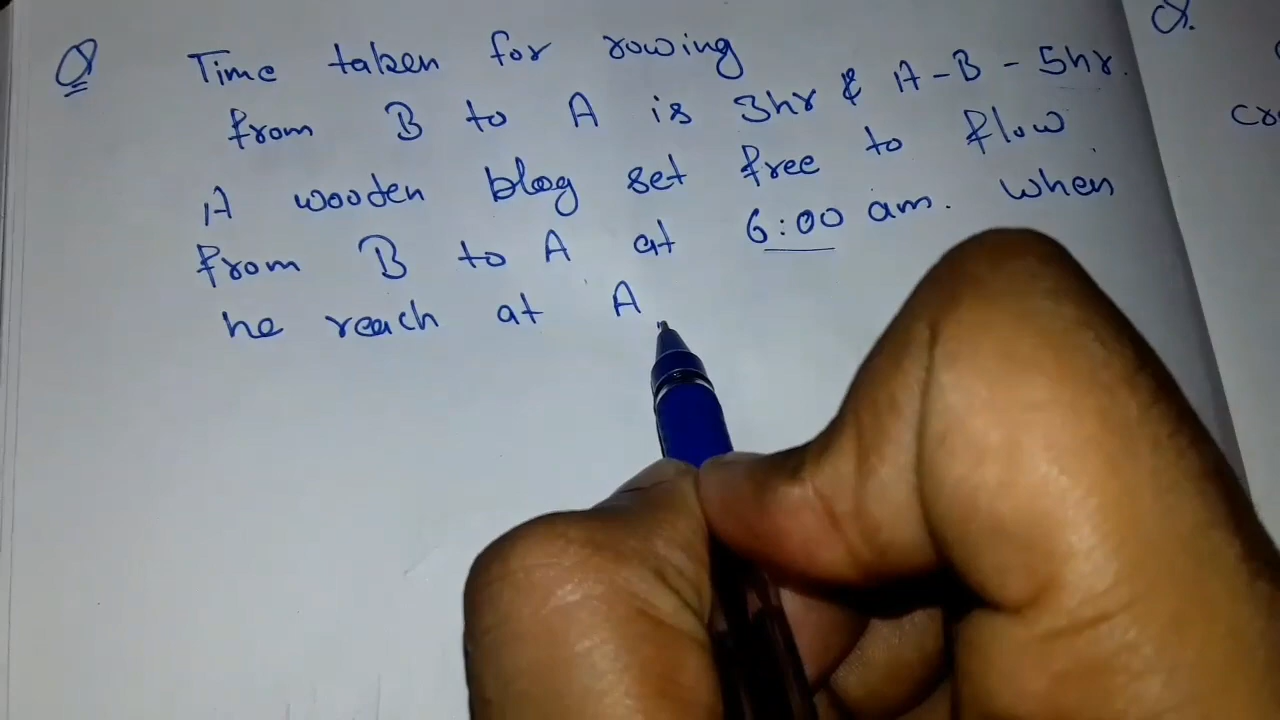 Q Time taken for rowing
from B to A is 3hr & A-B - 5hr.
A wooden blog set free to flow
from B to A at 6:00 am. when
he reach at A
Q.